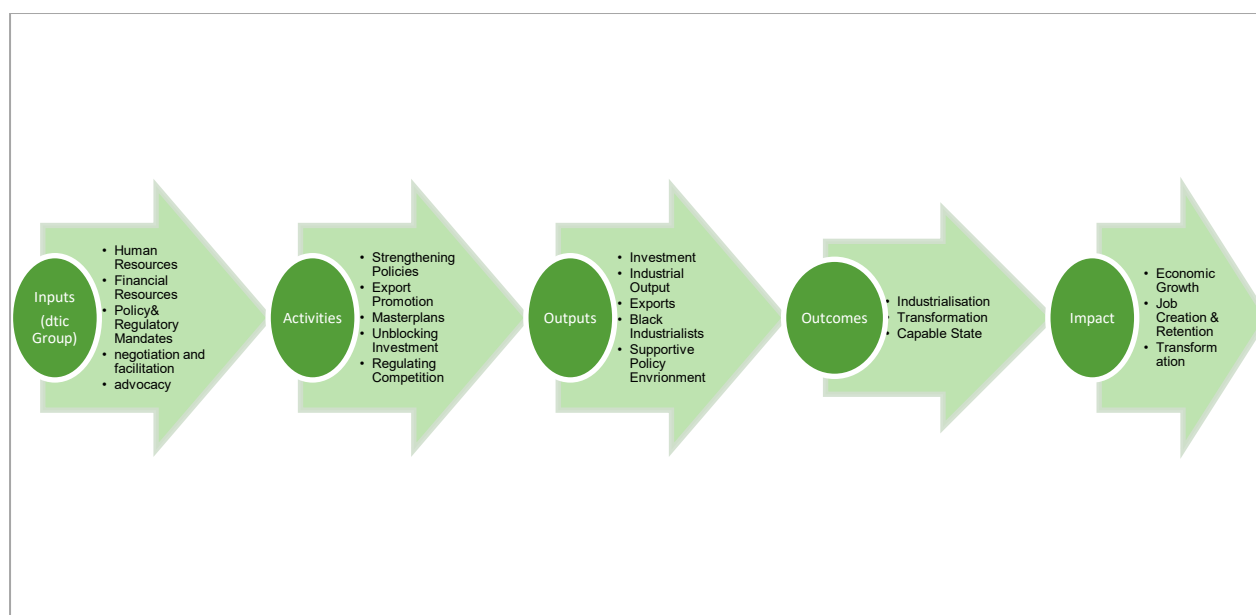 Inputs
(dtic
Group)
• Human
Resources
• Financial
Resources
• Policy&
Regulatory
Mandates
• negotiation and
facilitation
• advocacy
Activities
• Strengthening
Policies
• Export
Promotion
• Masterplans
• Unblocking
Investment
• Regulating
Competition
Outputs
• Investment
• Industrial
Output
• Exports
• Black
Industrialists
• Supportive
Policy
Envrionment
Outcomes
• Industrialisation
• Transformation
• Capable State
Impact
• Economic
Growth
• Job
Creation &
Retention
• Transform
ation